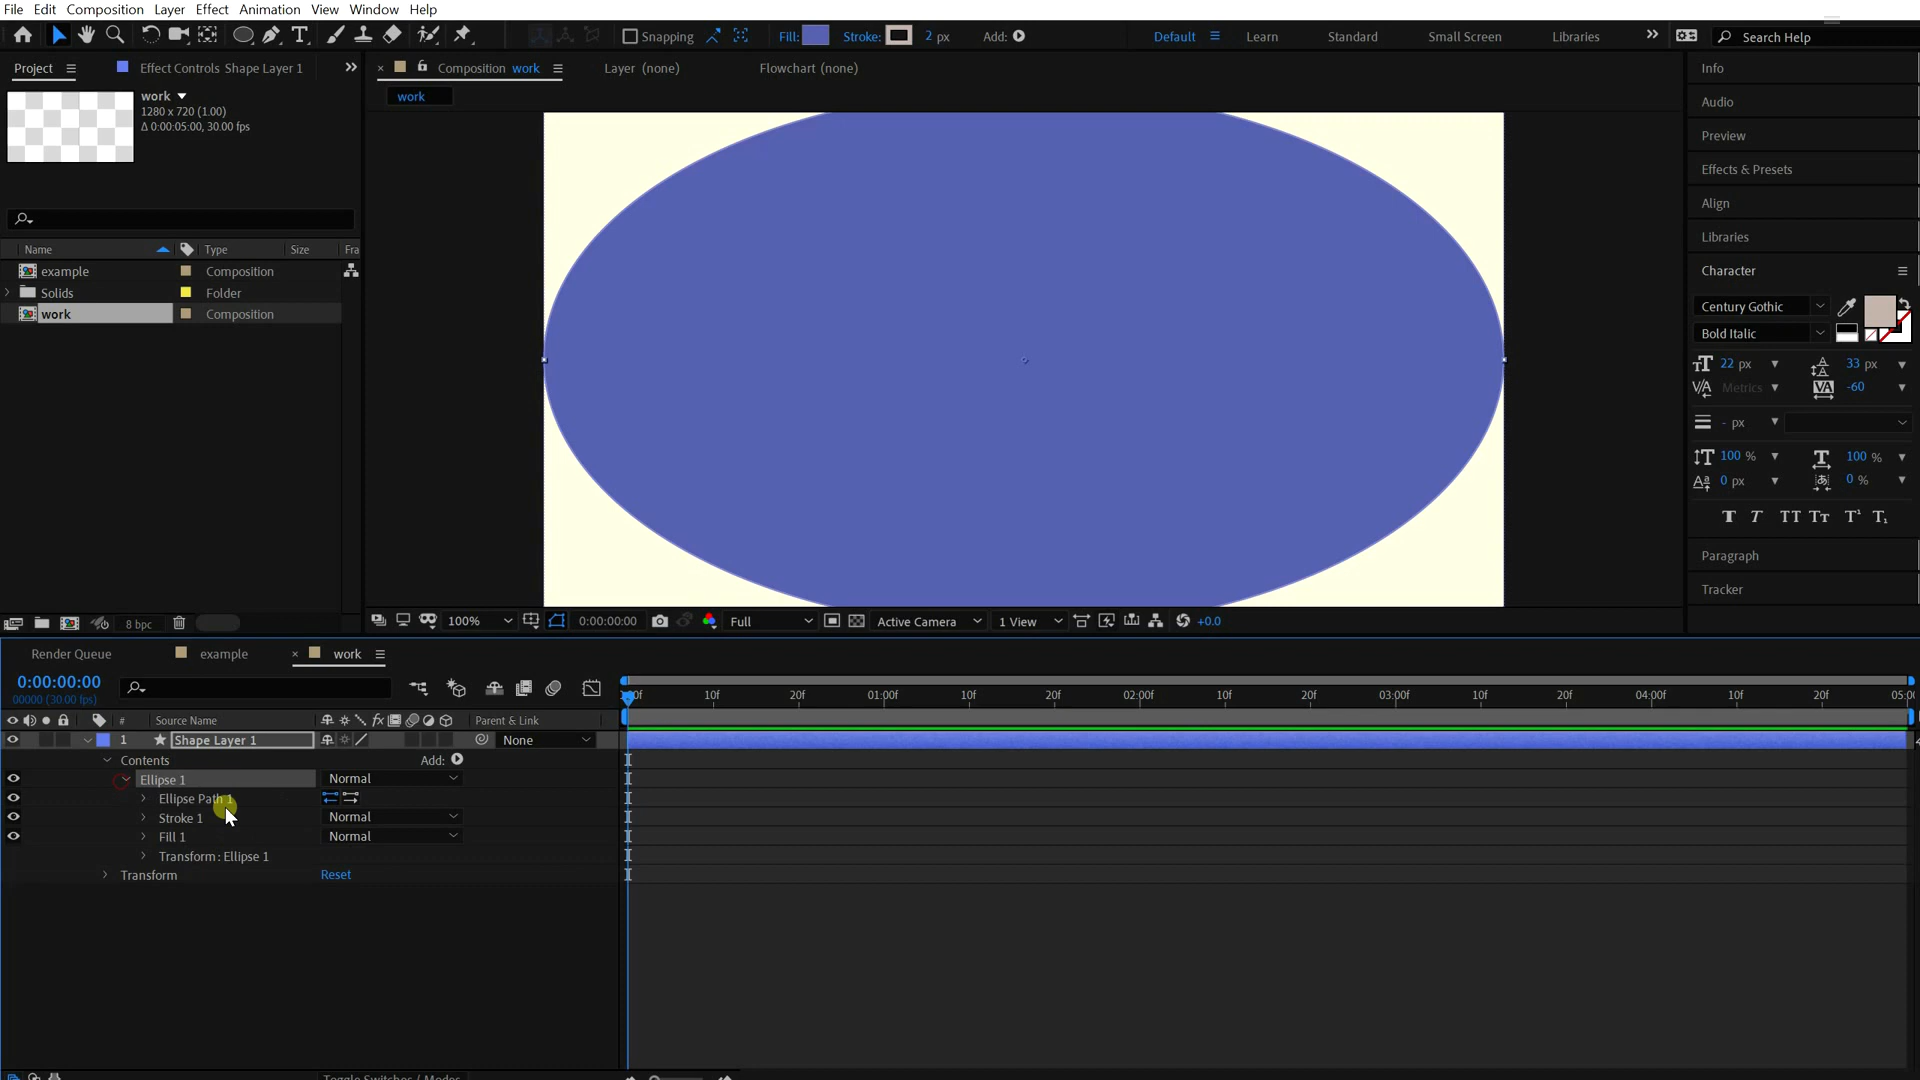 File Edit Composition Layer Effect Animation View Window Help
Snapping Fill: Stroke: 2 px Add: Default Learn Standard Small Screen Libraries Search Help
Project Effect Controls Shape Layer 1 Composition work Layer (none) Flowchart (none) Info
work
1280 x 720 (1.00)
Δ 0:00:05:00, 30.00 fps
work
Audio
Preview
Effects & Presets
Align
Libraries
Name Type Size Fra
example Composition
Solids Folder
work Composition
Character
Century Gothic
Bold Italic
22 px 33 px
Metrics -60
- px
100 % 100 %
0 px 0 %
T T TT Tт T¹ T₁
Paragraph
Tracker
8 bpc 100% 0:00:00:00 Full Active Camera 1 View +0.0
Render Queue example work
0:00:00:00
00000 (30.00 fps)
10f 20f 01:00f 10f 20f 02:00f 10f 20f 03:00f 10f 20f 04:00f 10f 20f 05:00
# Source Name Parent & Link
1 Shape Layer 1 None
Contents Add:
Ellipse 1 Normal
Ellipse Path 1
Stroke 1 Normal
Fill 1 Normal
Transform: Ellipse 1
Transform Reset
Toggle Switches / Modes